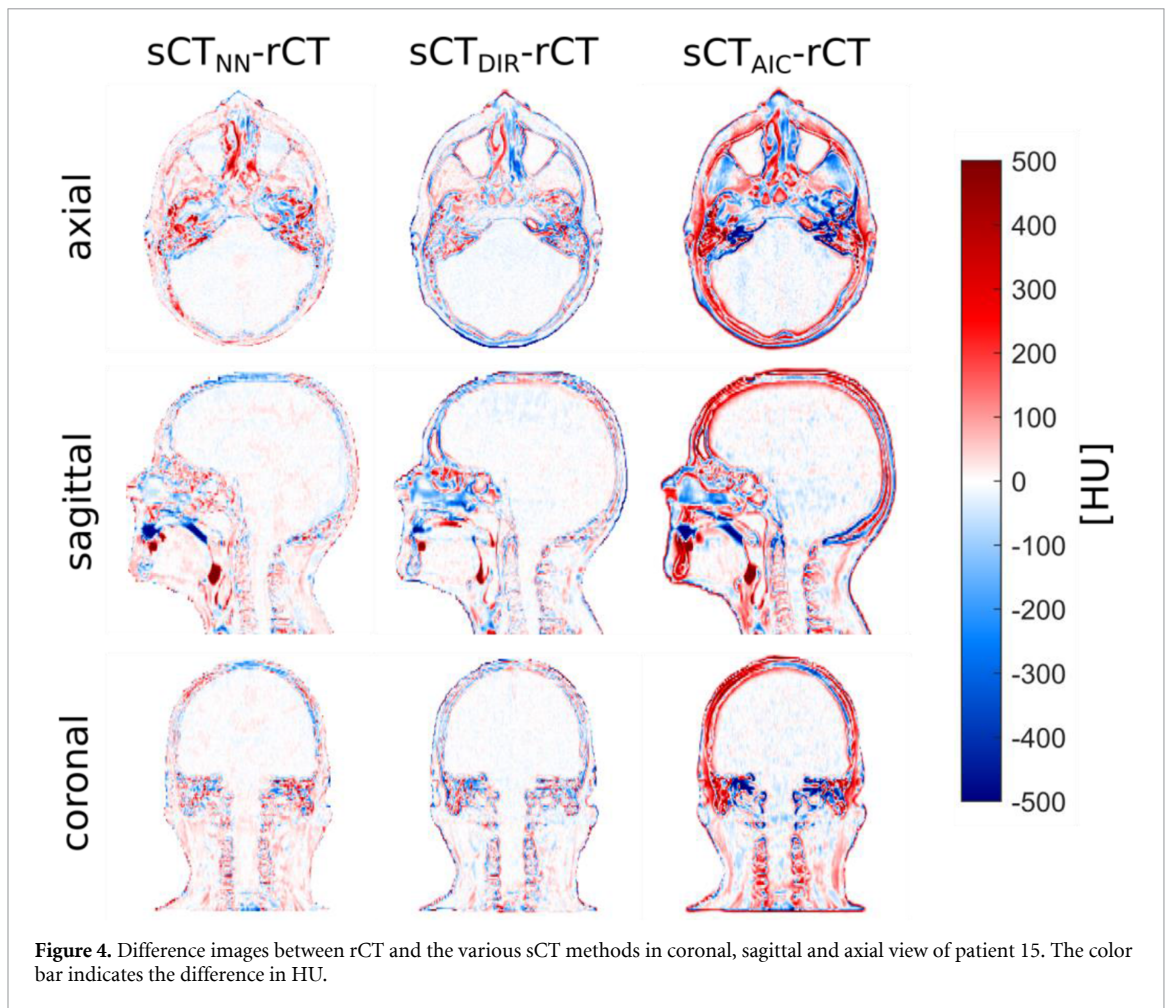 sCT_NN-rCT sCT_DIR-rCT sCT_AIC-rCT
axial
sagittal
coronal
500
400
300
200
100
0
-100
-200
-300
-400
-500
[HU]
Figure 4. Difference images between rCT and the various sCT methods in coronal, sagittal and axial view of patient 15. The color
bar indicates the difference in HU.